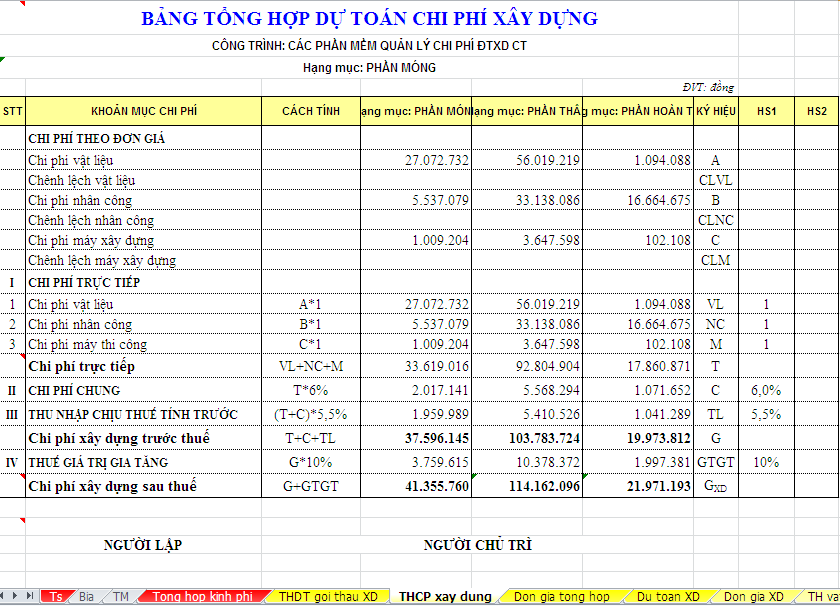 BẢNG TỔNG HỢP DỰ TOÁN CHI PHÍ XÂY DỰNG
CÔNG TRÌNH: CÁC PHẦN MỀM QUẢN LÝ CHI PHÍ ĐTXD CT
Hạng mục: PHẦN MÓNG
ĐVT: đồng
STT KHOẢN MỤC CHI PHÍ CÁCH TÍNH ạng mục: PHẦN MÓN ạng mục: PHẦN THÂ g mục: PHẦN HOÀN T KÝ HIỆU HS1 HS2
CHI PHÍ THEO ĐƠN GIÁ
Chi phí vật liệu 27.072.732 56.019.219 1.094.088 A
Chênh lệch vật liệu CLVL
Chi phí nhân công 5.537.079 33.138.086 16.664.675 B
Chênh lệch nhân công CLNC
Chi phí máy xây dựng 1.009.204 3.647.598 102.108 C
Chênh lệch máy xây dựng CLM
I CHI PHÍ TRỰC TIẾP
1 Chi phí vật liệu A*1 27.072.732 56.019.219 1.094.088 VL 1
2 Chi phí nhân công B*1 5.537.079 33.138.086 16.664.675 NC 1
3 Chi phí máy thi công C*1 1.009.204 3.647.598 102.108 M 1
Chi phí trực tiếp VL+NC+M 33.619.016 92.804.904 17.860.871 T
II CHI PHÍ CHUNG T*6% 2.017.141 5.568.294 1.071.652 C 6,0%
III THU NHẬP CHỊU THUẾ TÍNH TRƯỚC (T+C)*5,5% 1.959.989 5.410.526 1.041.289 TL 5,5%
Chi phí xây dựng trước thuế T+C+TL 37.596.145 103.783.724 19.973.812 G
IV THUẾ GIÁ TRỊ GIA TĂNG G*10% 3.759.615 10.378.372 1.997.381 GTGT 10%
Chi phí xây dựng sau thuế G+GTGT 41.355.760 114.162.096 21.971.193 GXD
NGƯỜI LẬP NGƯỜI CHỦ TRÌ
Ts Bia TM Tong hop kinh phi THDT goi thau XD THCP xay dung Don gia tong hop Du toan XD Don gia XD TH va